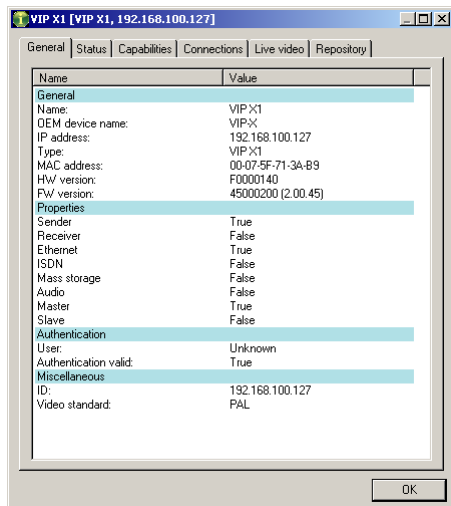 VIP X1 [VIP X1, 192.168.100.127]
General Status Capabilities Connections Live video Repository
Name Value
General
Name: VIP X1
OEM device name: VIP-X
IP address: 192.168.100.127
Type: VIP X1
MAC address: 00-07-5F-71-3A-B9
HW version: F0000140
FW version: 45000200 (2.00.45)
Properties
Sender True
Receiver False
Ethernet True
ISDN False
Mass storage False
Audio False
Master True
Slave False
Authentication
User: Unknown
Authentication valid: True
Miscellaneous
ID: 192.168.100.127
Video standard: PAL
OK